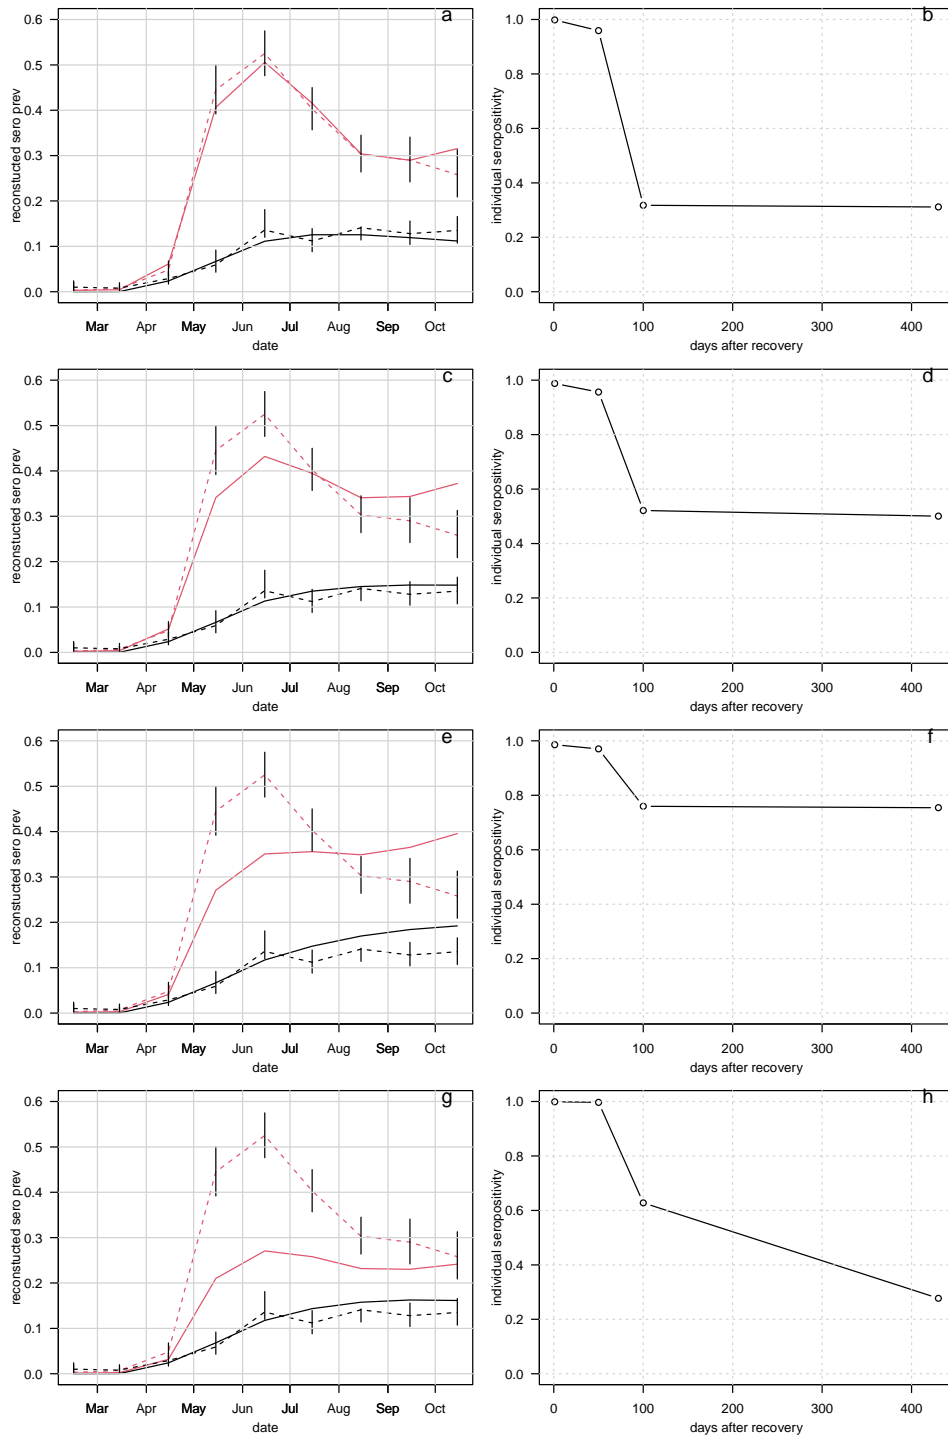 a
reconstucted sero prev
0.6
0.5
0.4
0.3
0.2
0.1
0.0
Mar Apr May Jun Jul Aug Sep Oct
date
b
individual seropositivity
1.0
0.8
0.6
0.4
0.2
0.0
0 100 200 300 400
days after recovery
c
reconstucted sero prev
0.6
0.5
0.4
0.3
0.2
0.1
0.0
Mar Apr May Jun Jul Aug Sep Oct
date
d
individual seropositivity
1.0
0.8
0.6
0.4
0.2
0.0
0 100 200 300 400
days after recovery
e
reconstucted sero prev
0.6
0.5
0.4
0.3
0.2
0.1
0.0
Mar Apr May Jun Jul Aug Sep Oct
date
f
individual seropositivity
1.0
0.8
0.6
0.4
0.2
0.0
0 100 200 300 400
days after recovery
g
reconstucted sero prev
0.6
0.5
0.4
0.3
0.2
0.1
0.0
Mar Apr May Jun Jul Aug Sep Oct
date
h
individual seropositivity
1.0
0.8
0.6
0.4
0.2
0.0
0 100 200 300 400
days after recovery